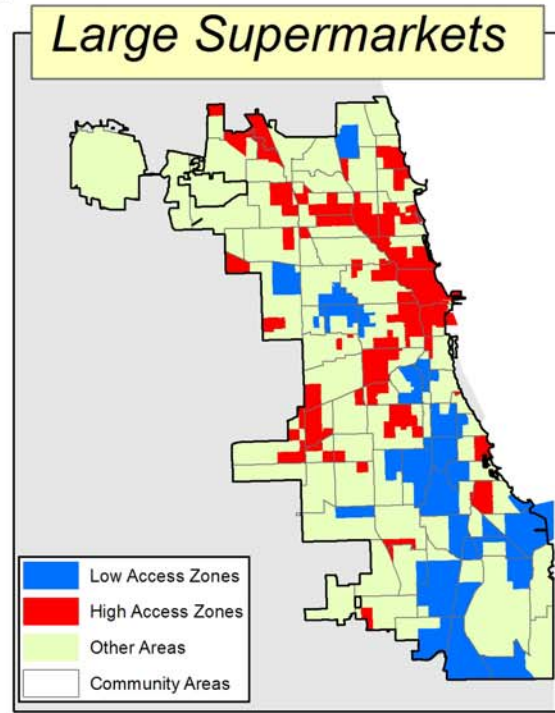 Large Supermarkets
Low Access Zones
High Access Zones
Other Areas
Community Areas